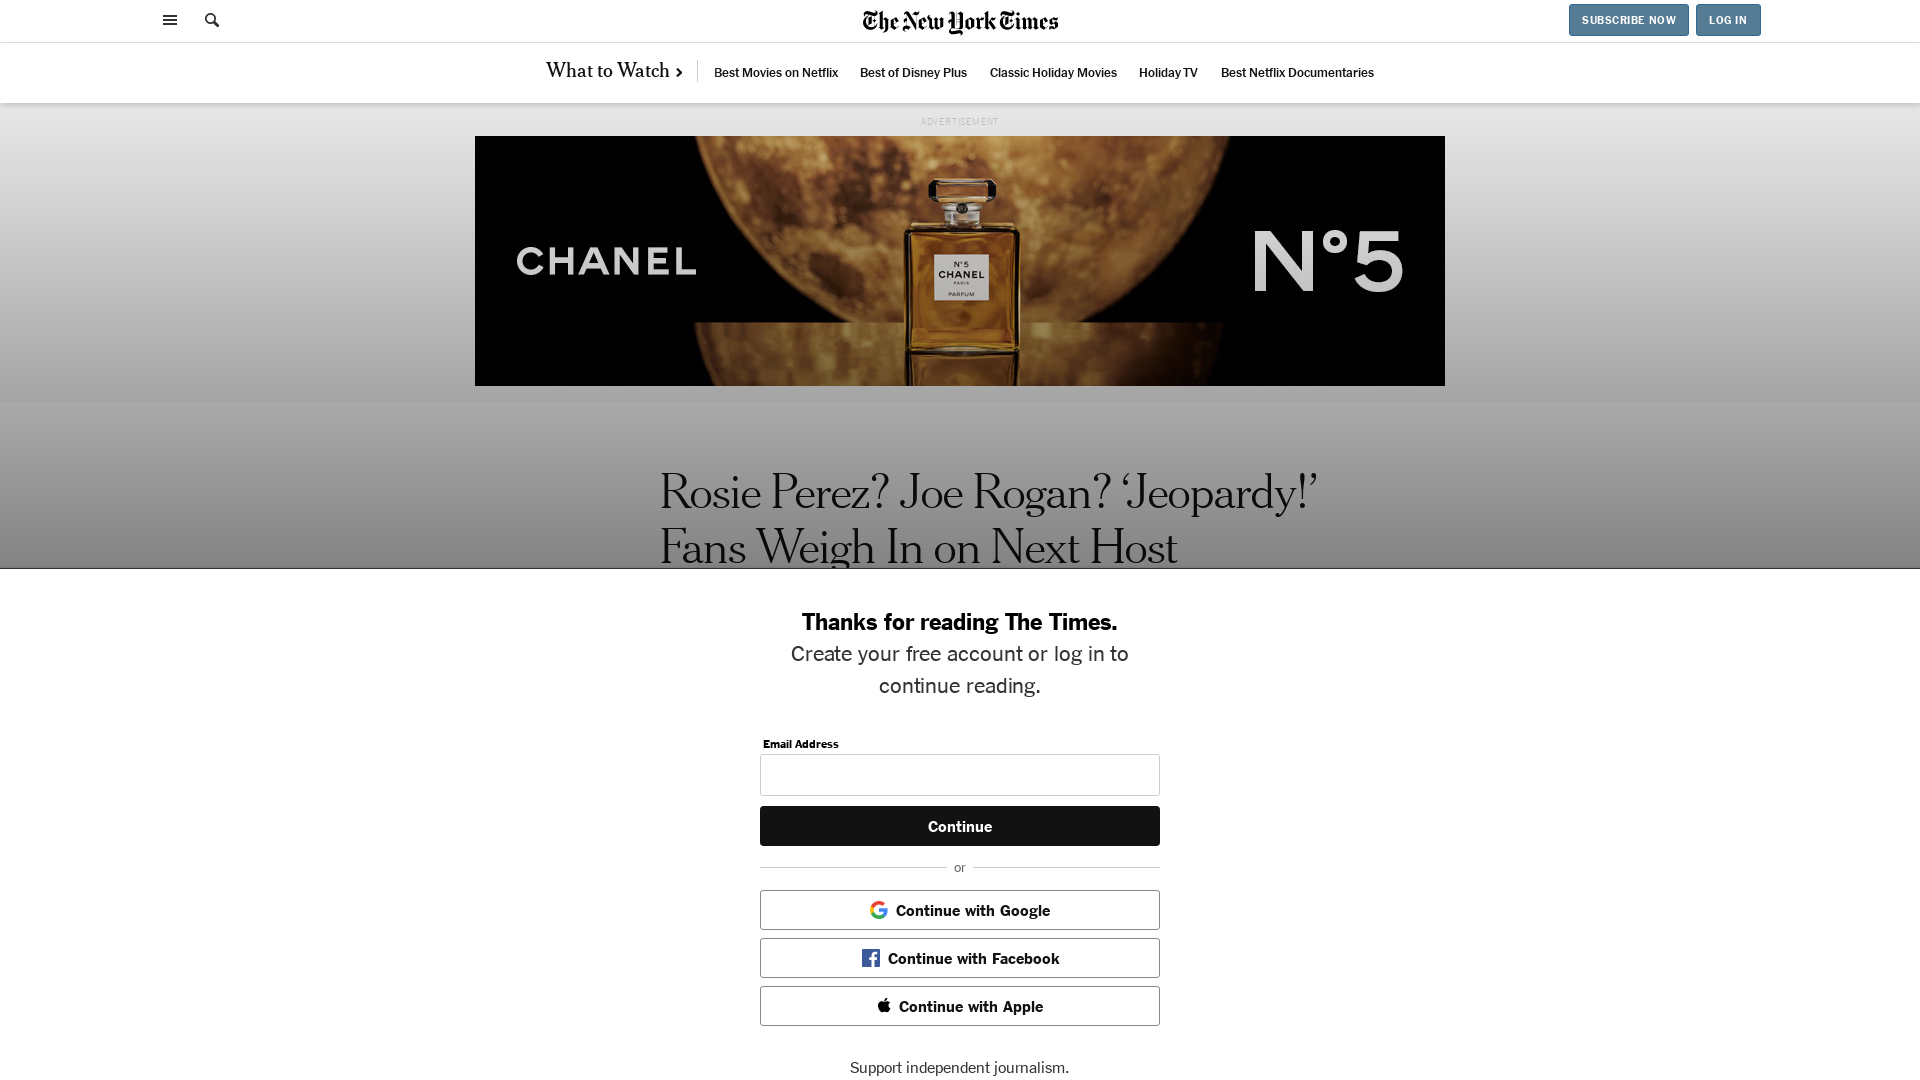 The New York Times
SUBSCRIBE NOW
LOG IN
What to Watch
Best Movies on Netflix
Best of Disney Plus
Classic Holiday Movies
Holiday TV
Best Netflix Documentaries
ADVERTISEMENT
CHANEL
N°5
CHANEL
PARIS
PARFUM
N°5
Rosie Perez? Joe Rogan? ‘Jeopardy!’
Fans Weigh In on Next Host
Thanks for reading The Times.
Create your free account or log in to
continue reading.
Email Address
Continue
or
Continue with Google
Continue with Facebook
Continue with Apple
Support independent journalism.